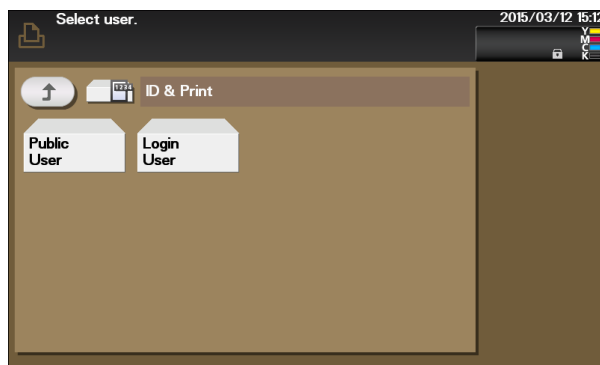 Select user.
2015/03/12 15:12
Y
M
C
K
1234
ID & Print
Public
User
Login
User